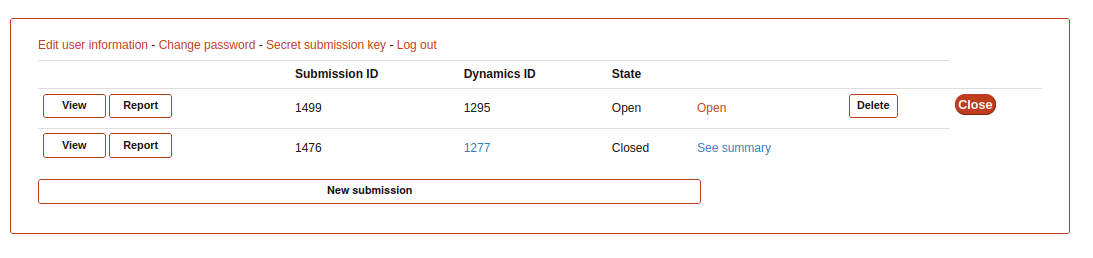 Edit user information - Change password - Secret submission key - Log out
Submission ID Dynamics ID State
View Report 1499 1295 Open Open Delete Close
View Report 1476 1277 Closed See summary
New submission